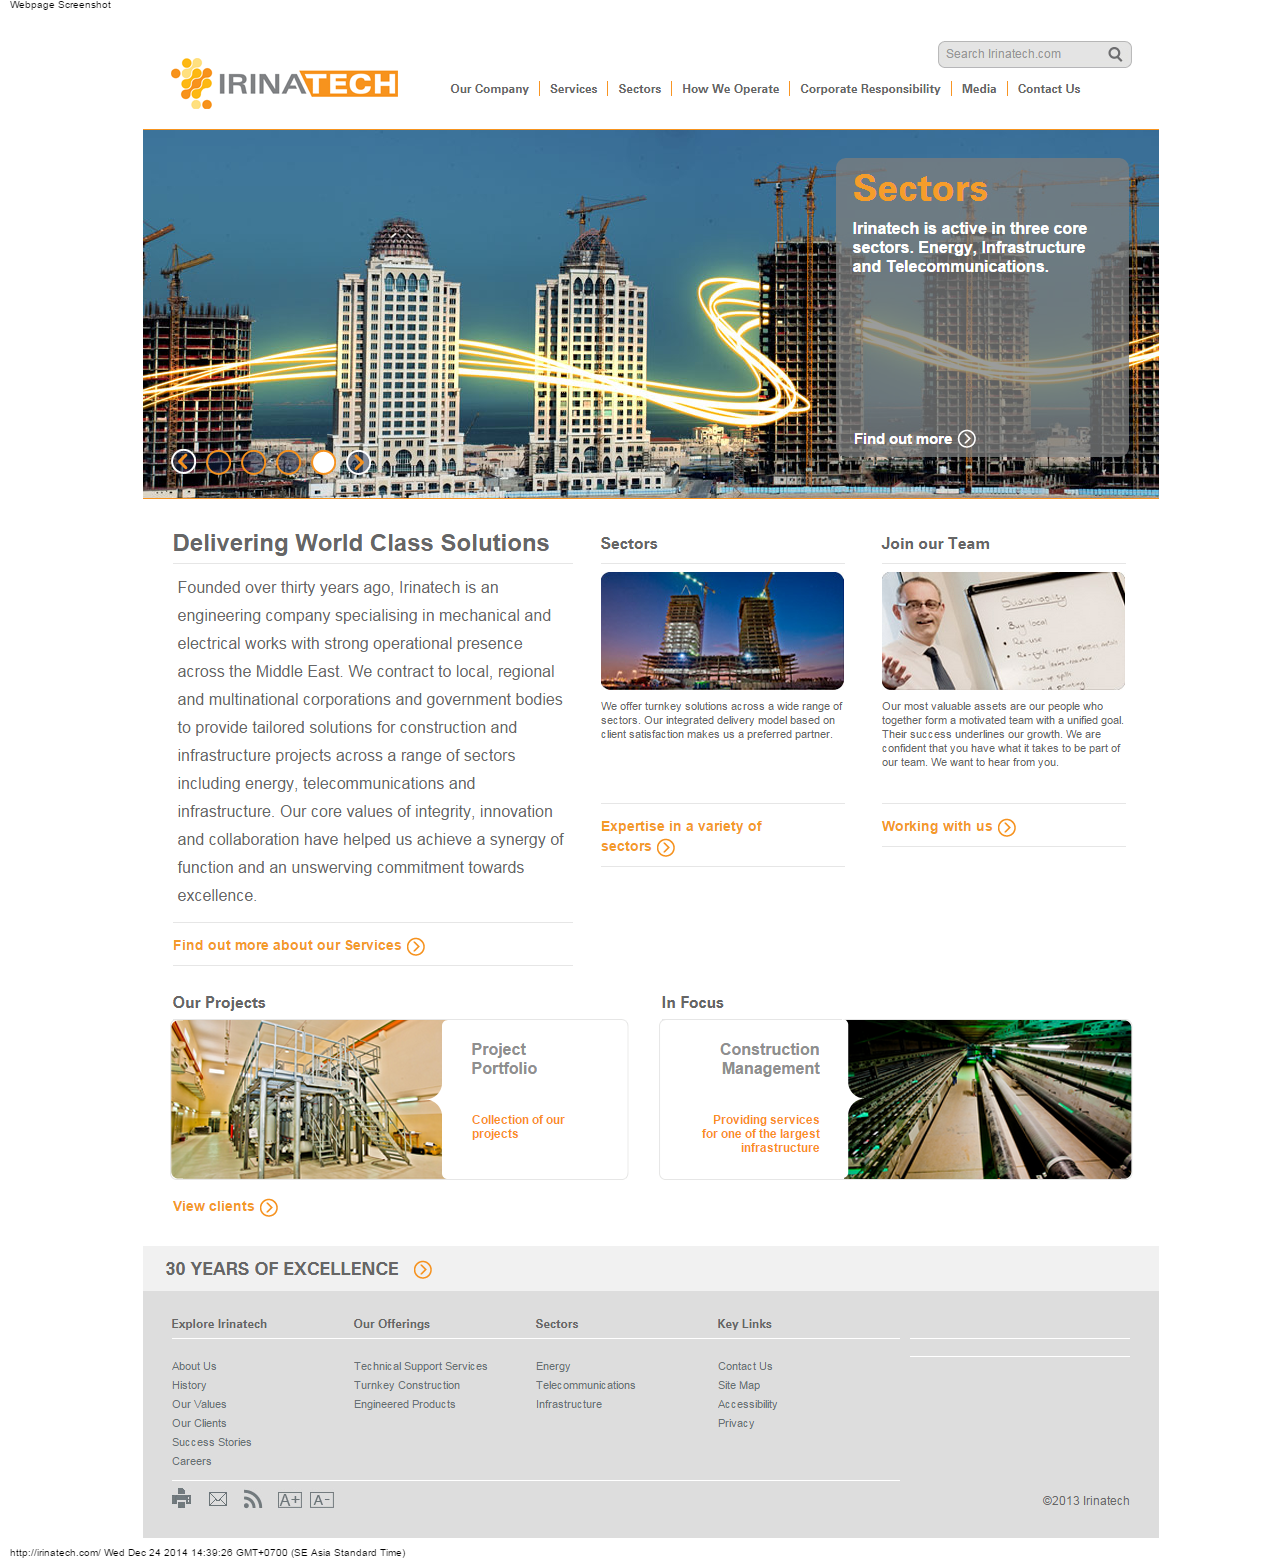 Webpage Screenshot
Search Irinatech.com
IRINATECH
Our Company
Services
Sectors
How We Operate
Corporate Responsibility
Media
Contact Us
Sectors
Irinatech is active in three core
sectors. Energy, Infrastructure
and Telecommunications.
Find out more
Delivering World Class Solutions
Founded over thirty years ago, Irinatech is an
engineering company specialising in mechanical and
electrical works with strong operational presence
across the Middle East. We contract to local, regional
and multinational corporations and government bodies
to provide tailored solutions for construction and
infrastructure projects across a range of sectors
including energy, telecommunications and
infrastructure. Our core values of integrity, innovation
and collaboration have helped us achieve a synergy of
function and an unswerving commitment towards
excellence.
Find out more about our Services
Sectors
We offer turnkey solutions across a wide range of
sectors. Our integrated delivery model based on
client satisfaction makes us a preferred partner.
Expertise in a variety of
sectors
Join our Team
Sustainability
Buy local
Re-use
Our most valuable assets are our people who
together form a motivated team with a unified goal.
Their success underlines our growth. We are
confident that you have what it takes to be part of
our team. We want to hear from you.
Working with us
Our Projects
Project
Portfolio
Collection of our
projects
View clients
In Focus
Construction
Management
Providing services
for one of the largest
infrastructure
30 YEARS OF EXCELLENCE
Explore Irinatech
About Us
History
Our Values
Our Clients
Success Stories
Careers
Our Offerings
Technical Support Services
Turnkey Construction
Engineered Products
Sectors
Energy
Telecommunications
Infrastructure
Key Links
Contact Us
Site Map
Accessibility
Privacy
A+ A-
©2013 Irinatech
http://irinatech.com/ Wed Dec 24 2014 14:39:26 GMT+0700 (SE Asia Standard Time)